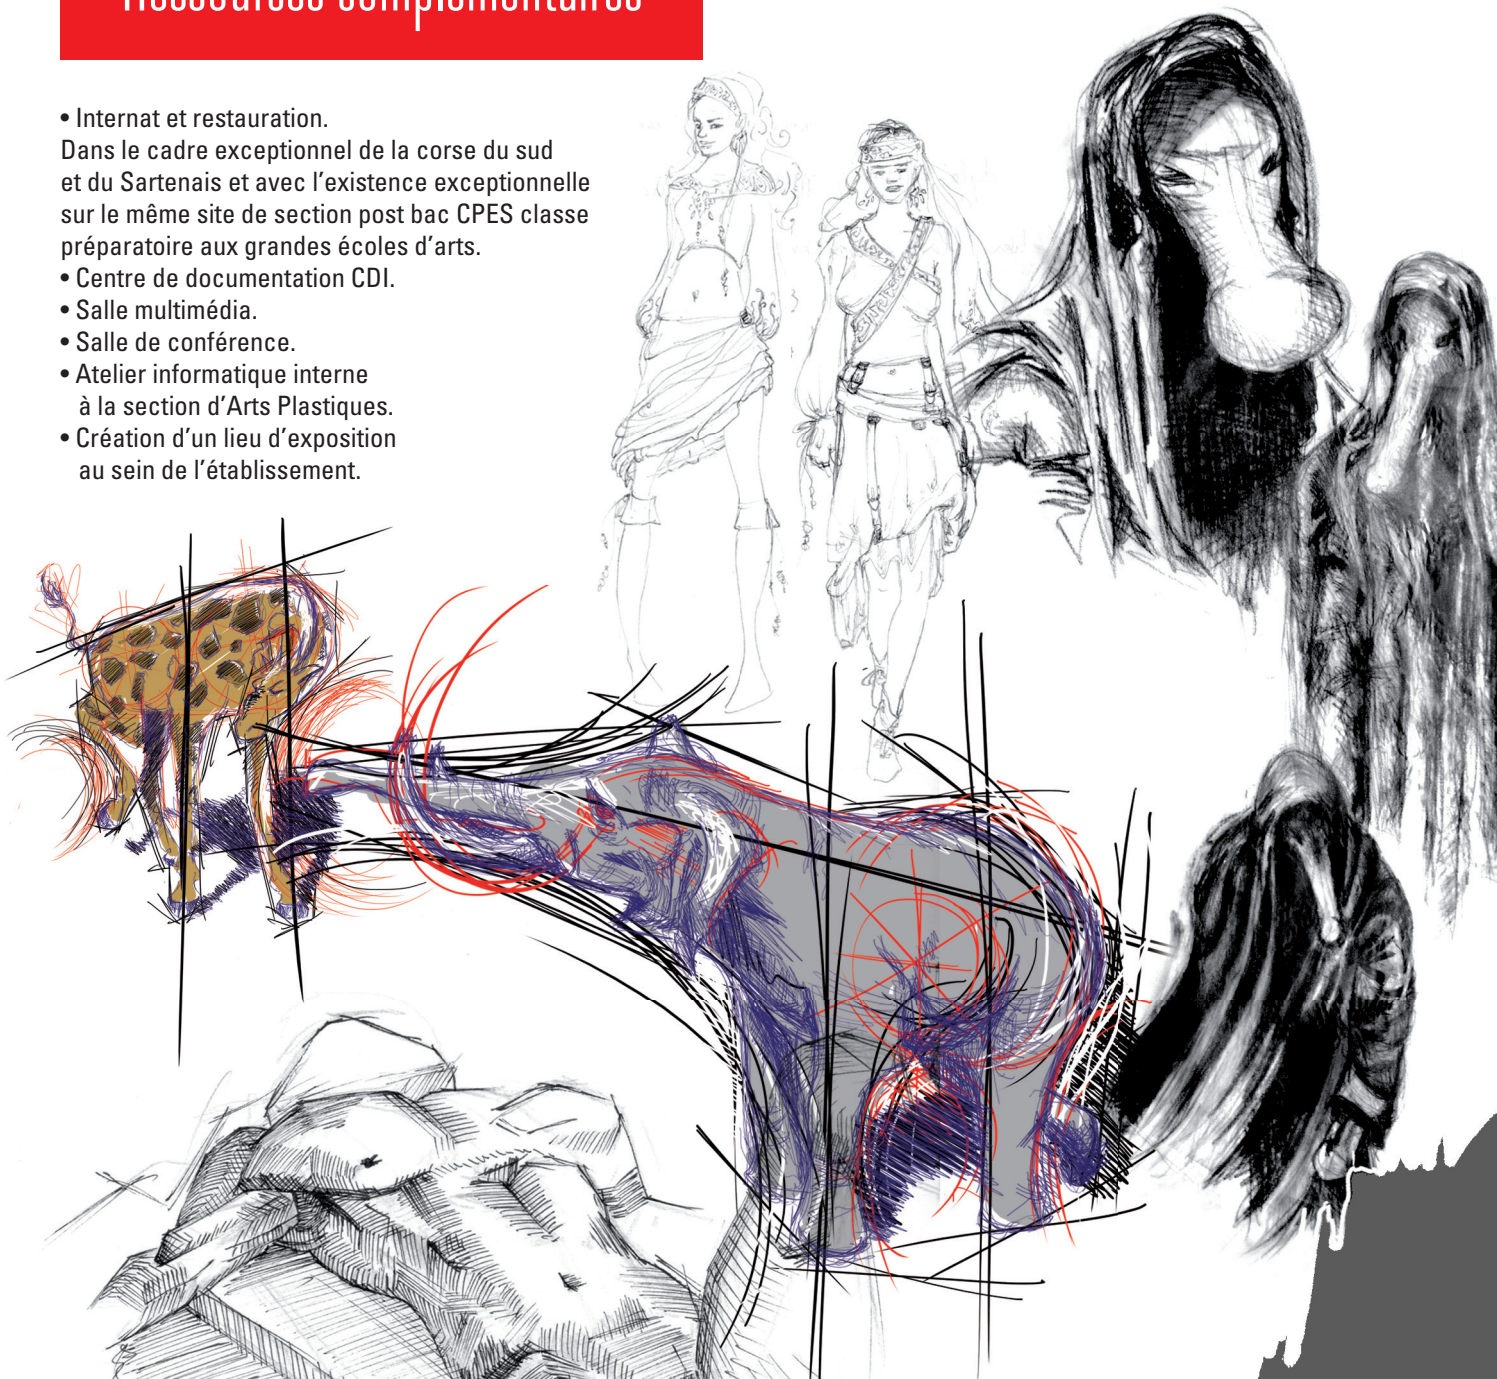 Ressources complémentaires
• Internat et restauration.
Dans le cadre exceptionnel de la corse du sud
et du Sartenais et avec l’existence exceptionnelle
sur le même site de section post bac CPES classe
préparatoire aux grandes écoles d’arts.
• Centre de documentation CDI.
• Salle multimédia.
• Salle de conférence.
• Atelier informatique interne
à la section d’Arts Plastiques.
• Création d’un lieu d’exposition
au sein de l’établissement.